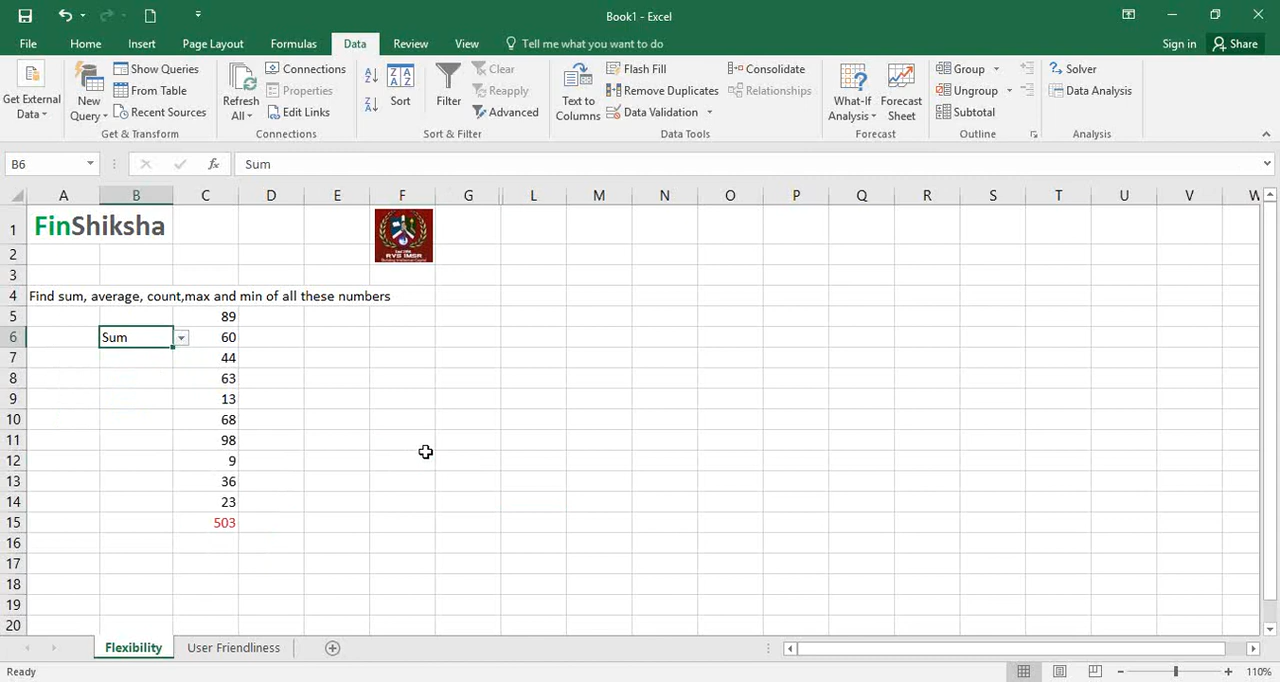 Book1 - Excel
File Home Insert Page Layout Formulas Data Review View Tell me what you want to do Sign in Share
Get External Data
New Query
Show Queries
From Table
Recent Sources
Get & Transform
Refresh All
Connections
Properties
Edit Links
Connections
Sort
Filter
Clear
Reapply
Advanced
Sort & Filter
Text to Columns
Flash Fill
Remove Duplicates
Data Validation
Consolidate
Relationships
Data Tools
What-If Analysis
Forecast Sheet
Forecast
Group
Ungroup
Subtotal
Outline
Solver
Data Analysis
Analysis
B6 fx Sum
A B C D E F G L M N O P Q R S T U V W
1 FinShiksha
RVS IMSR
2
3
4 Find sum, average, count,max and min of all these numbers
5 89
6 Sum 60
7 44
8 63
9 13
10 68
11 98
12 9
13 36
14 23
15 503
16
17
18
19
20
Flexibility User Friendliness
Ready 110%